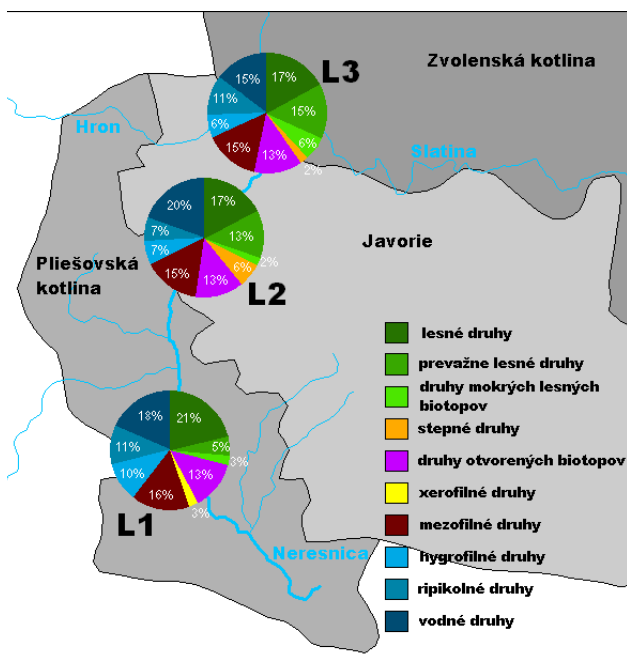 L3
Zvolenská kotlina
15%
17%
11%
15%
6%
6%
15%
13%
2%
Hron
Slatina
20%
17%
7%
13%
7%
2%
15%
13%
6%
L2
Javorie
Pliešovská
kotlina
18%
21%
11%
5%
3%
10%
13%
16%
3%
L1
Neresnica
lesné druhy
prevažne lesné druhy
druhy mokrých lesných
biotopov
stepné druhy
druhy otvorených biotopov
xerofilné druhy
mezofilné druhy
hygrofilné druhy
ripikolné druhy
vodné druhy